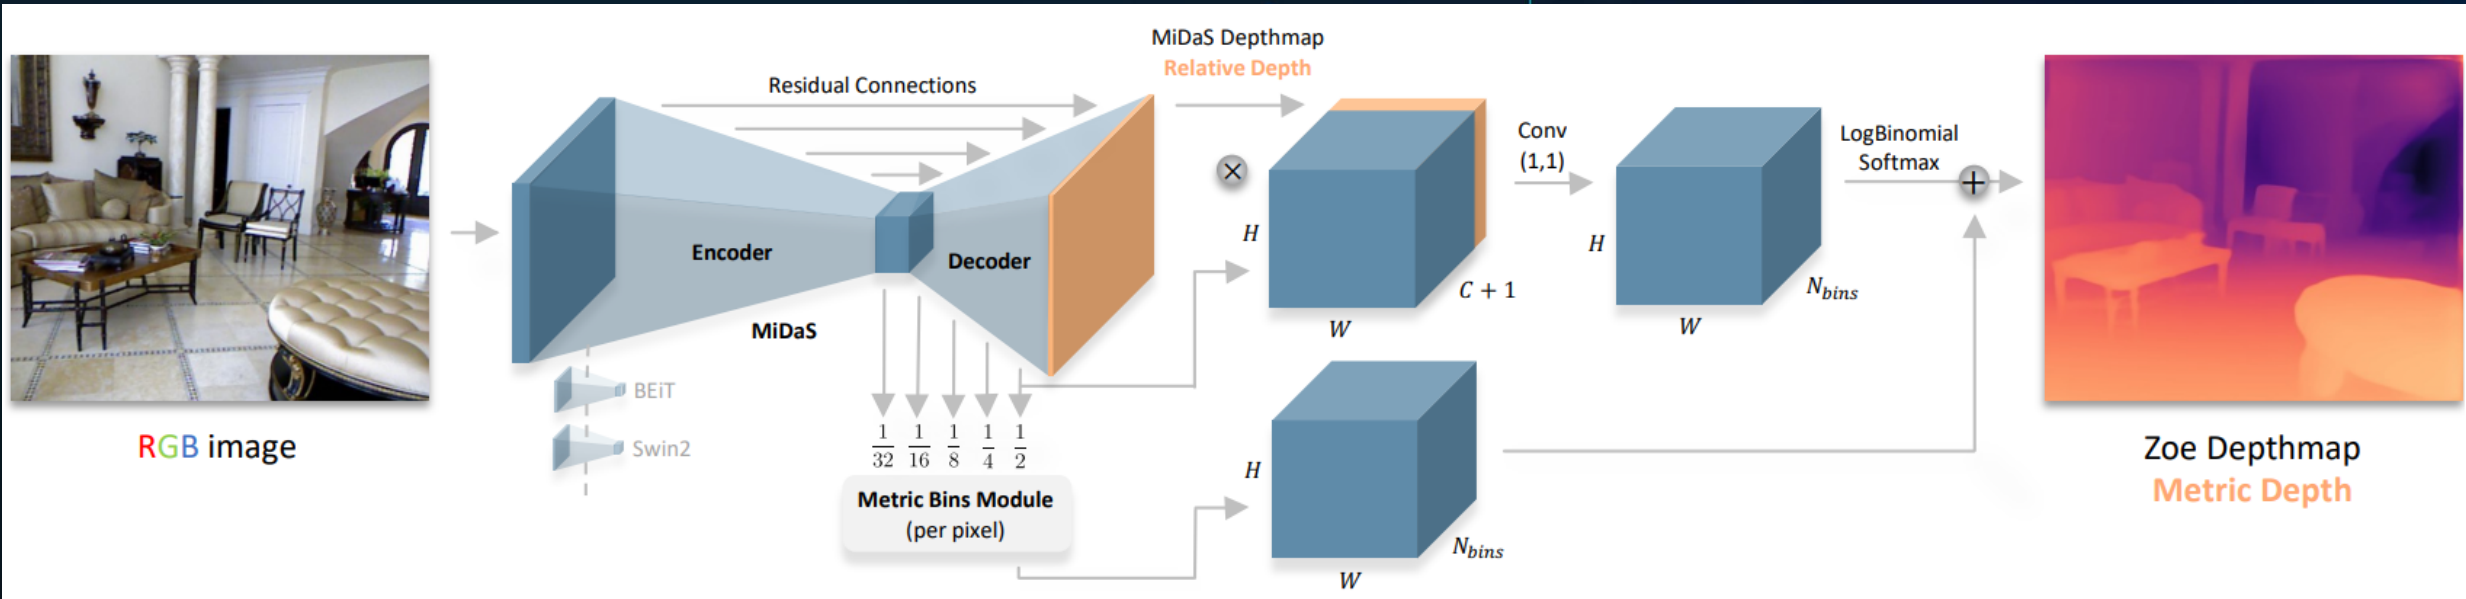 MiDaS Depthmap
Relative Depth
Residual Connections
Encoder
Decoder
MiDaS
BEiT
Swin2
RGB image
1/32 1/16 1/8 1/4 1/2
Metric Bins Module
(per pixel)
×
H
W
C + 1
Conv
(1,1)
H
W
N_bins
LogBinomial
Softmax
+
H
W
N_bins
Zoe Depthmap
Metric Depth